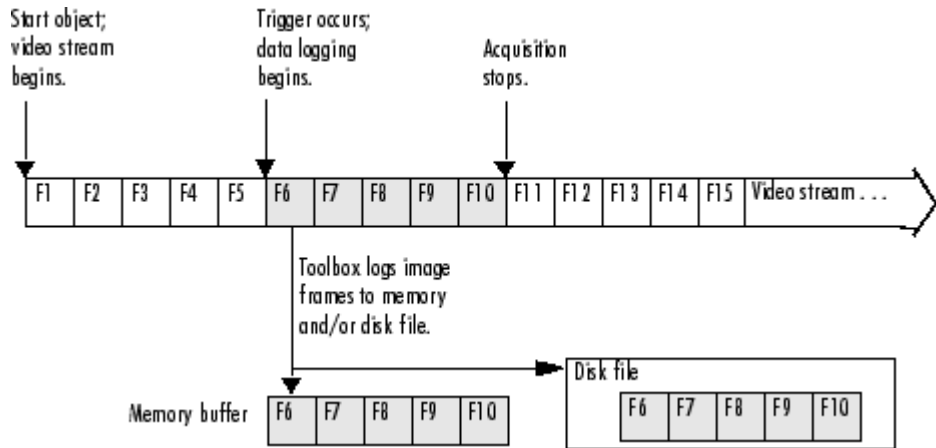 Start object;
video stream
begins.
Trigger occurs;
data logging
begins.
Acquisition
stops.
F1 F2 F3 F4 F5 F6 F7 F8 F9 F10 F11 F12 F13 F14 F15 Video stream . . .
Toolbox logs image
frames to memory
and/or disk file.
Disk file
Memory buffer F6 F7 F8 F9 F10
F6 F7 F8 F9 F10